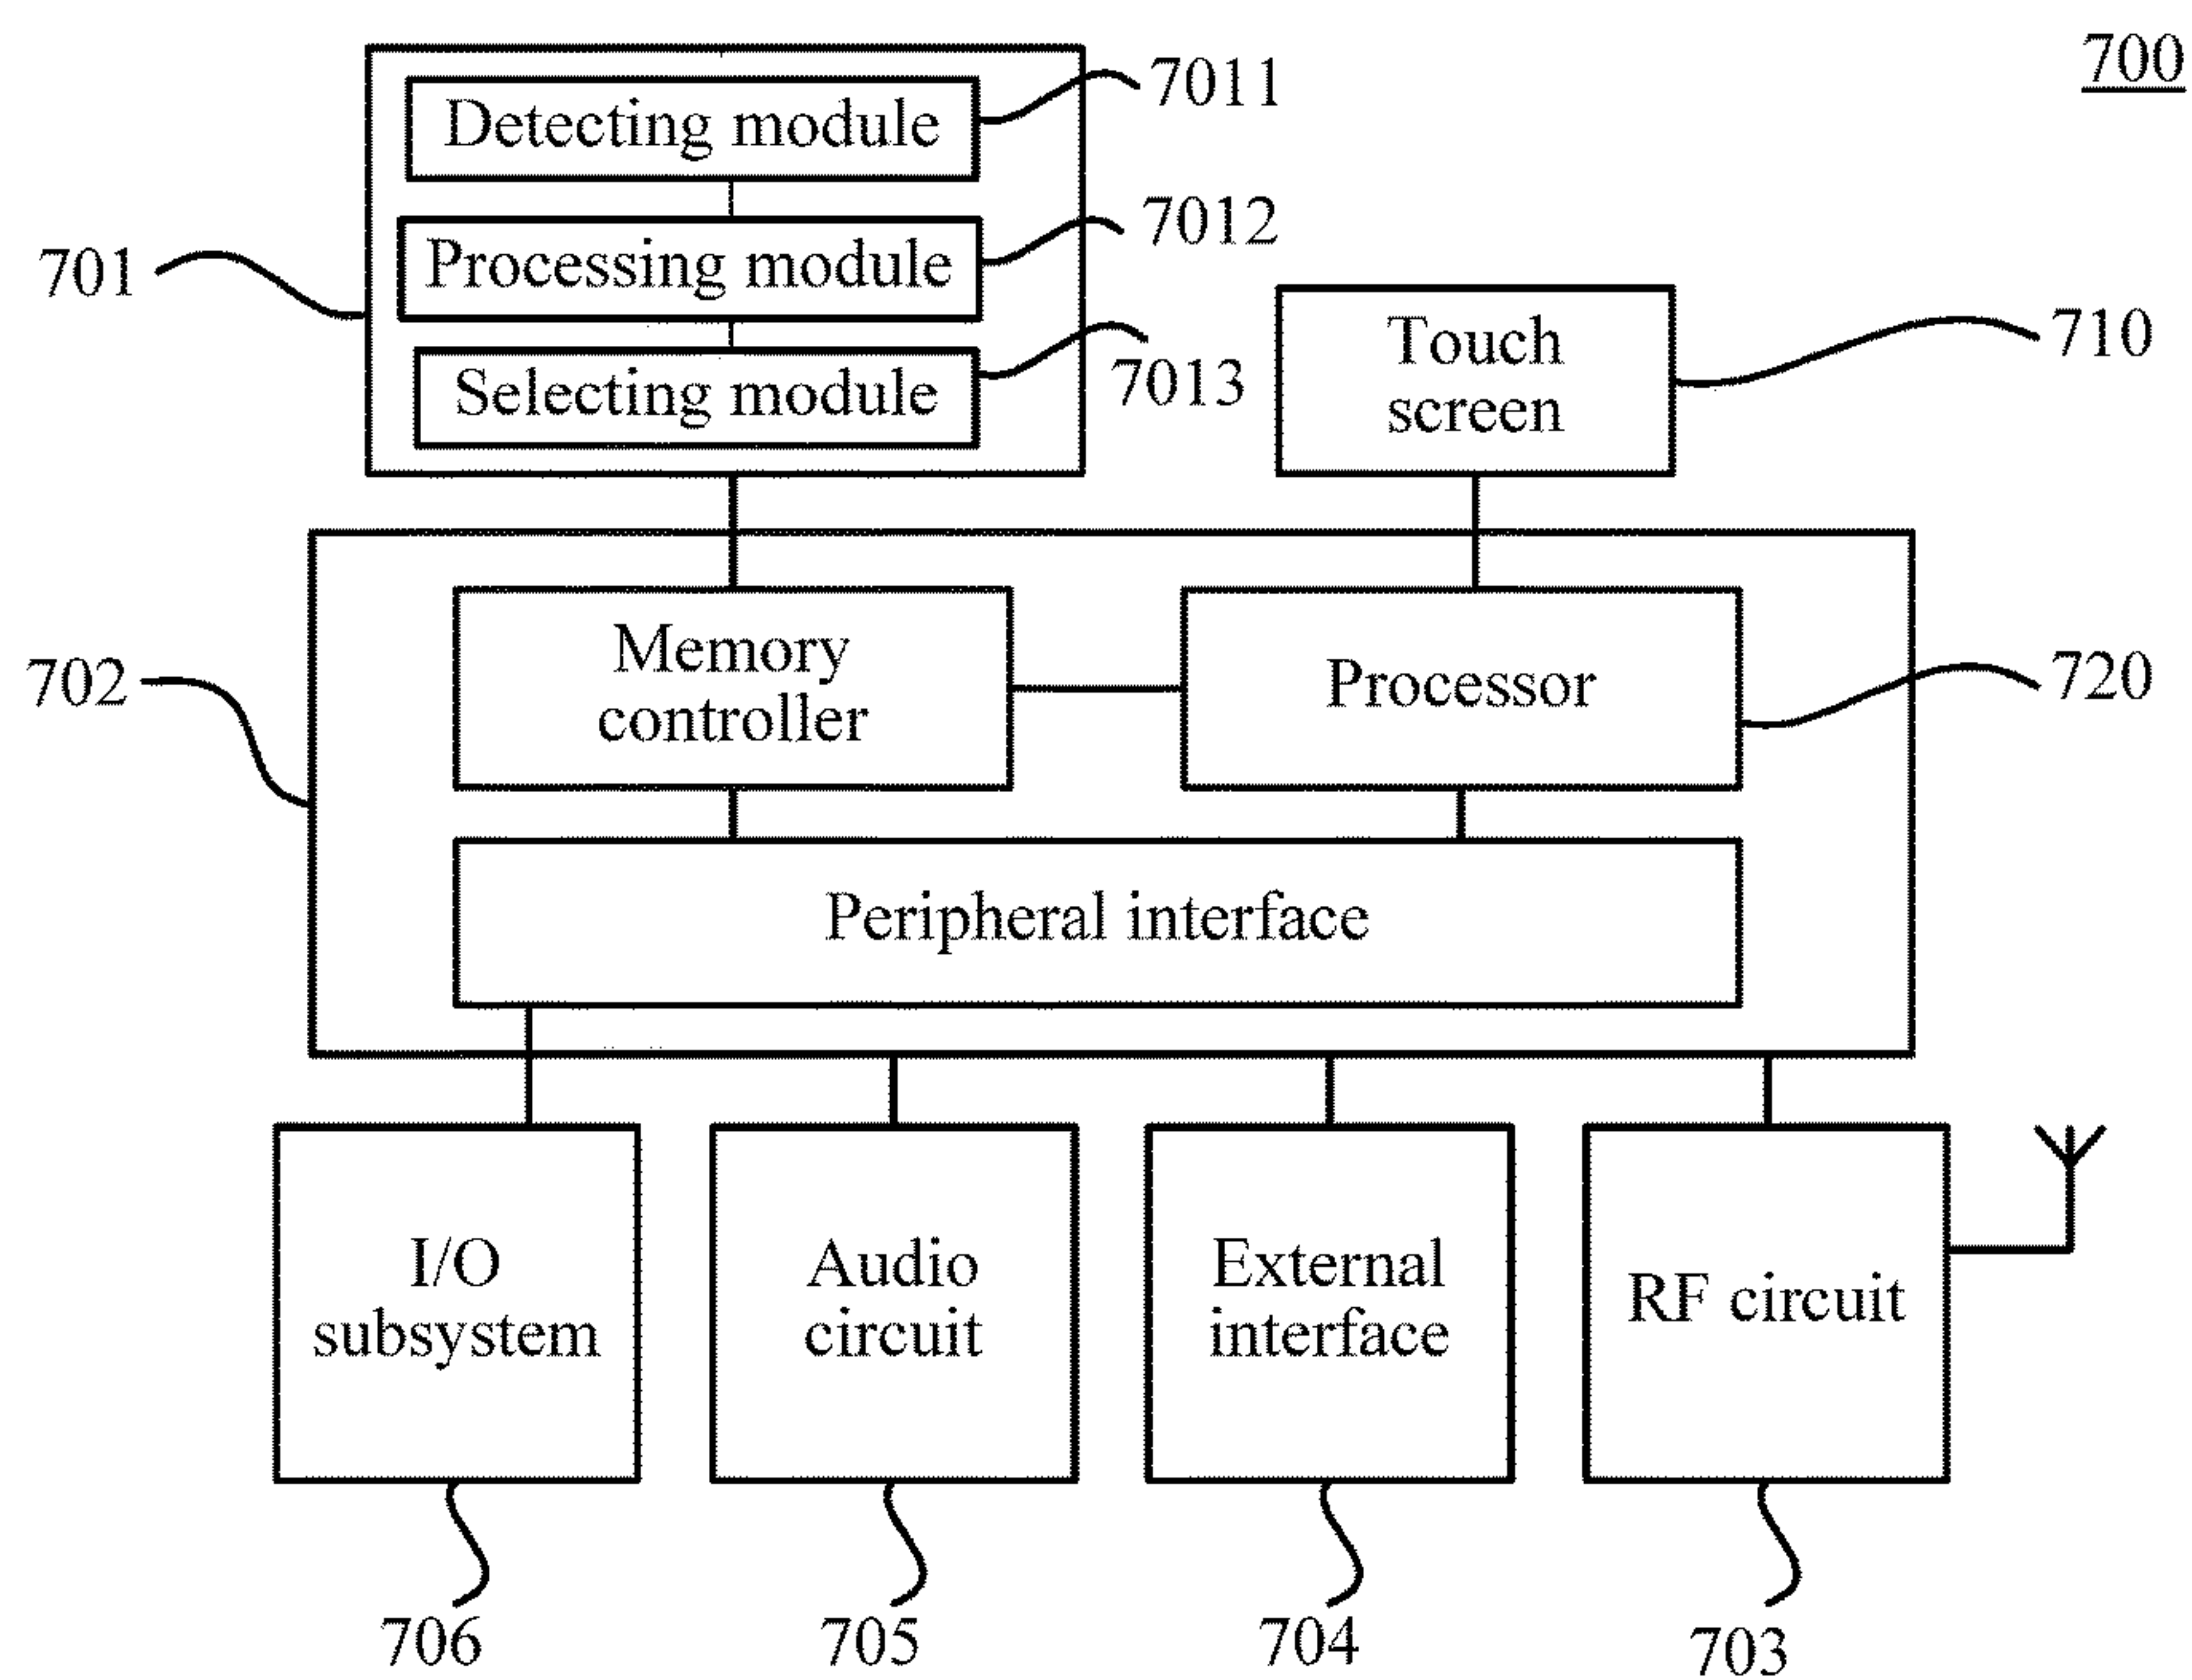 700
Detecting module
7011
Processing module
7012
701
Selecting module
7013
Touch
screen
710
Memory
controller
Processor
702
720
Peripheral interface
I/O
subsystem
Audio
circuit
External
interface
RF circuit
706
705
704
703